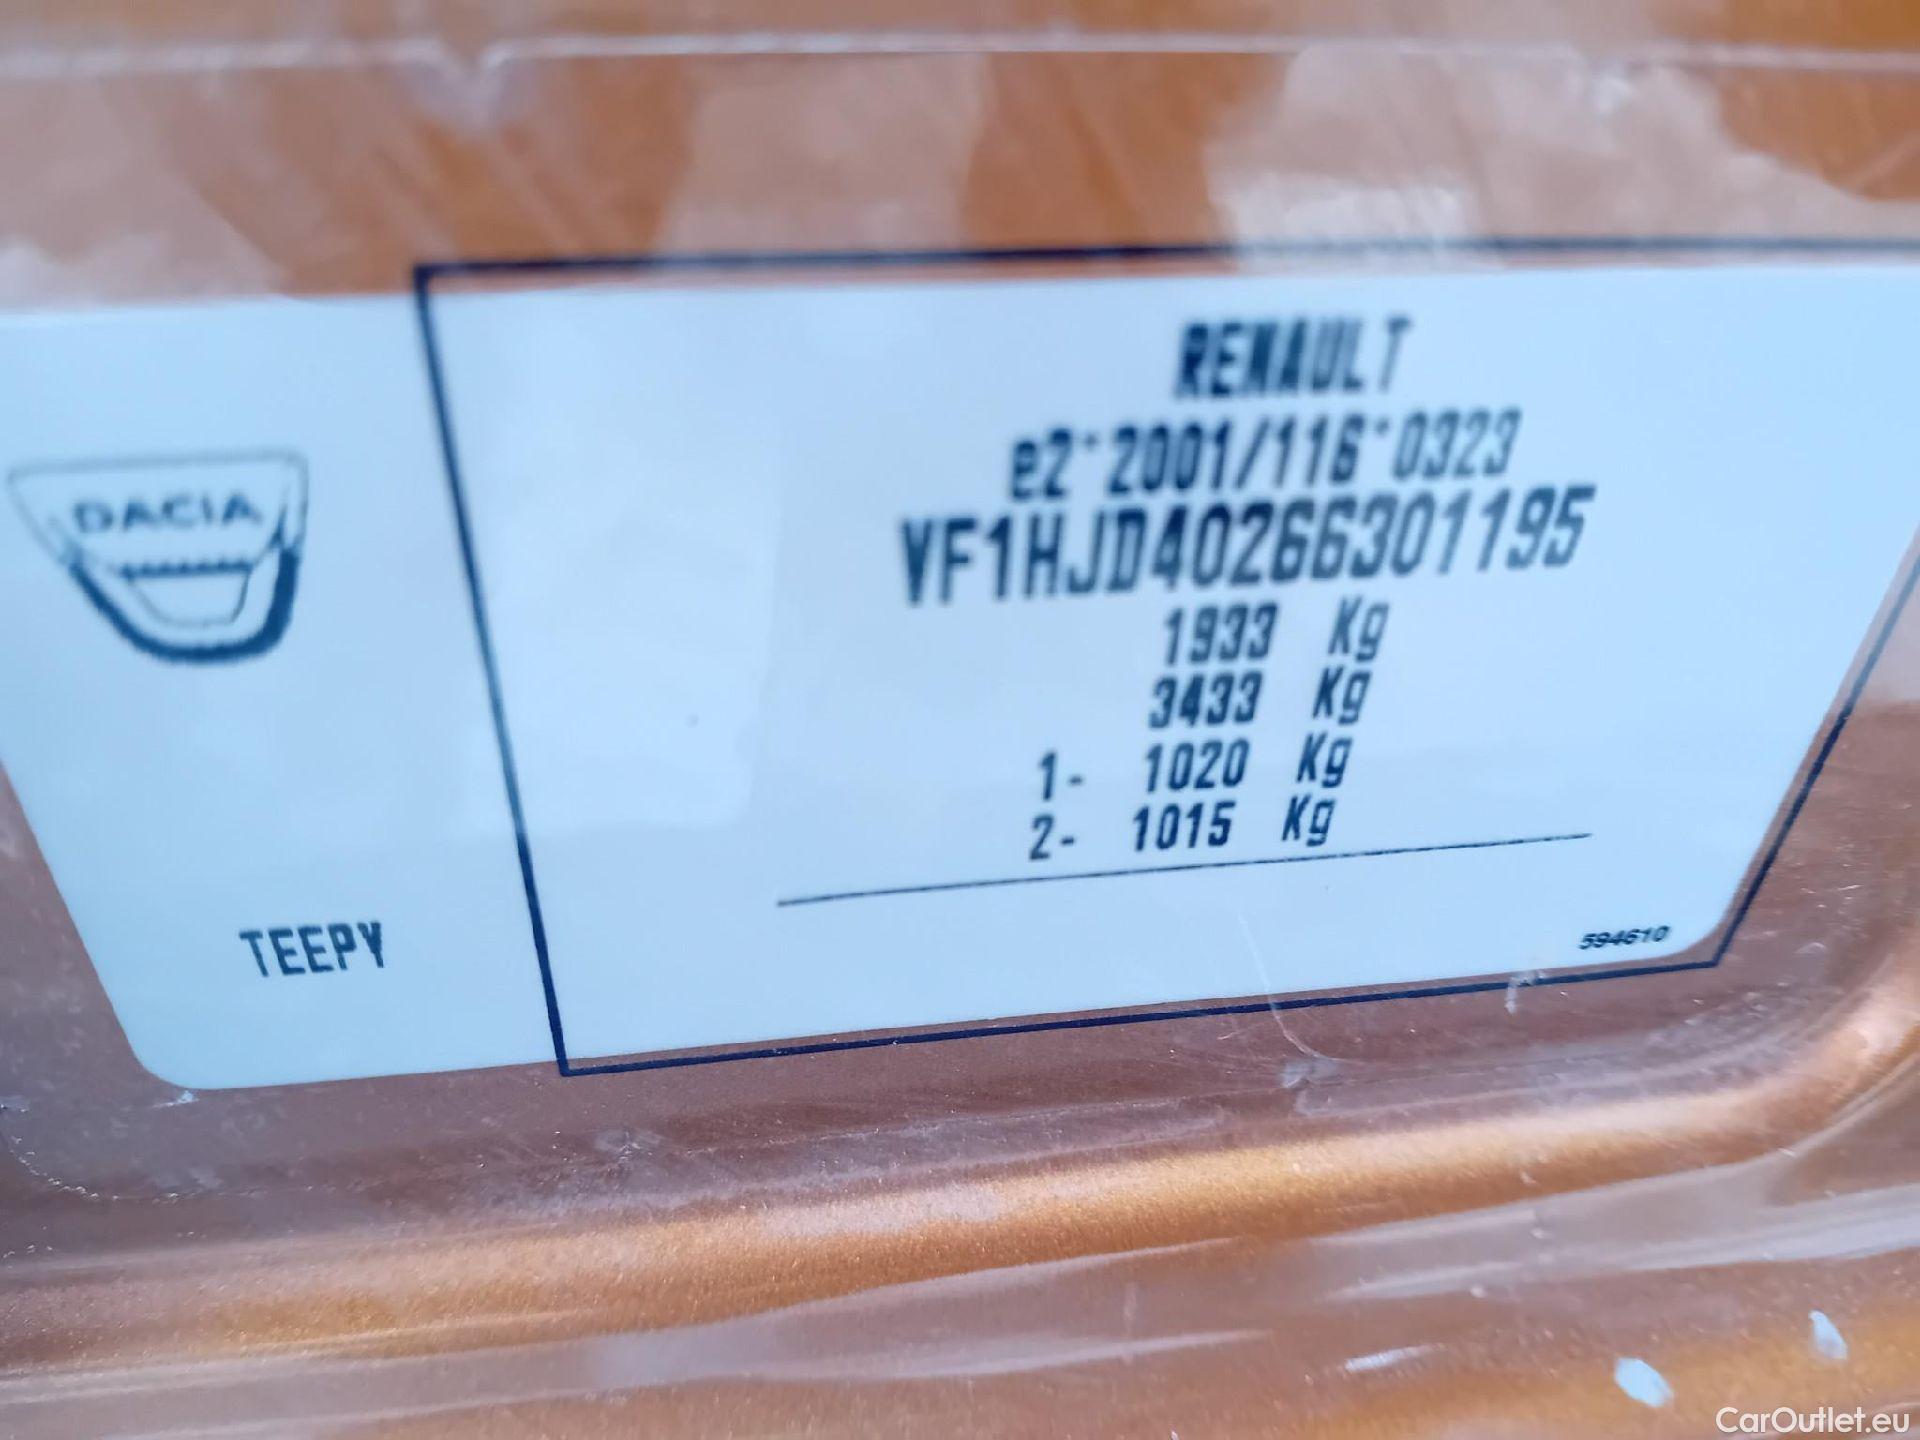 RENAULT
e2*2001/116*0323
VF1HJD40266301195
1933 Kg
3433 Kg
1- 1020 Kg
2- 1015 Kg
DACIA
TEEPY
594610
CarOutlet.eu